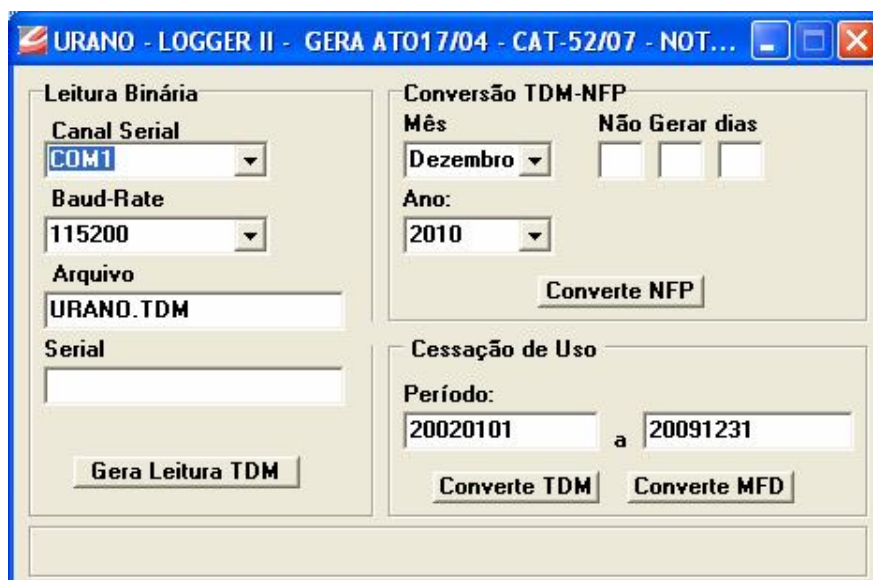 URANO - LOGGER II - GERA ATO17/04 - CAT-52/07 - NOT...
Leitura Binária
Canal Serial
COM1
Baud-Rate
115200
Arquivo
URANO.TDM
Serial
Gera Leitura TDM
Conversão TDM-NFP
Mês
Não Gerar dias
Dezembro
Ano:
2010
Converte NFP
Cessação de Uso
Período:
20020101 a 20091231
Converte TDM
Converte MFD